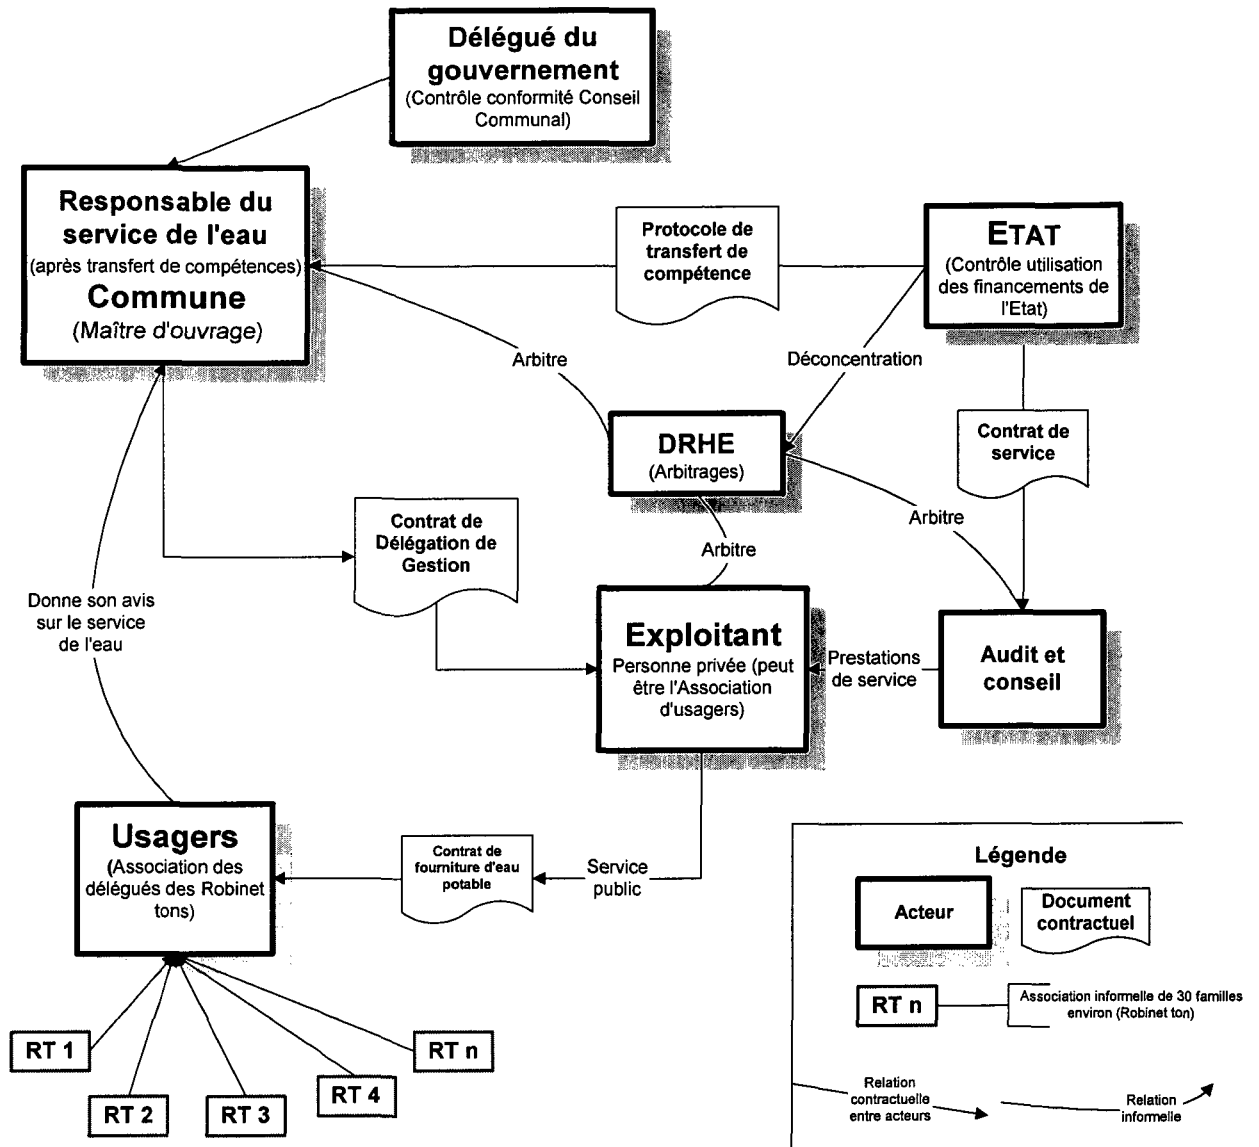 Délégué du
gouvernement
(Contrôle conformité Conseil
Communal)
Responsable du
service de l'eau
(après transfert de compétences)
Commune
(Maître d'ouvrage)
Protocole de
transfert de
compétence
ETAT
(Contrôle utilisation
des financements de
l'Etat)
Arbitre
Déconcentration
DRHE
(Arbitrages)
Contrat de
service
Contrat de
Délégation de
Gestion
Arbitre
Arbitre
Donne son avis
sur le service
de l'eau
Exploitant
Personne privée (peut
être l'Association
d'usagers)
Prestations
de service
Audit et
conseil
Usagers
(Association des
délégués des Robinet
tons)
Contrat de
fourniture d'eau
potable
Service
public
Légende
Acteur
Document
contractuel
RT n
Association informelle de 30 familles
environ (Robinet ton)
RT 1
RT 2
RT 3
RT 4
RT n
Relation
contractuelle
entre acteurs
Relation
informelle